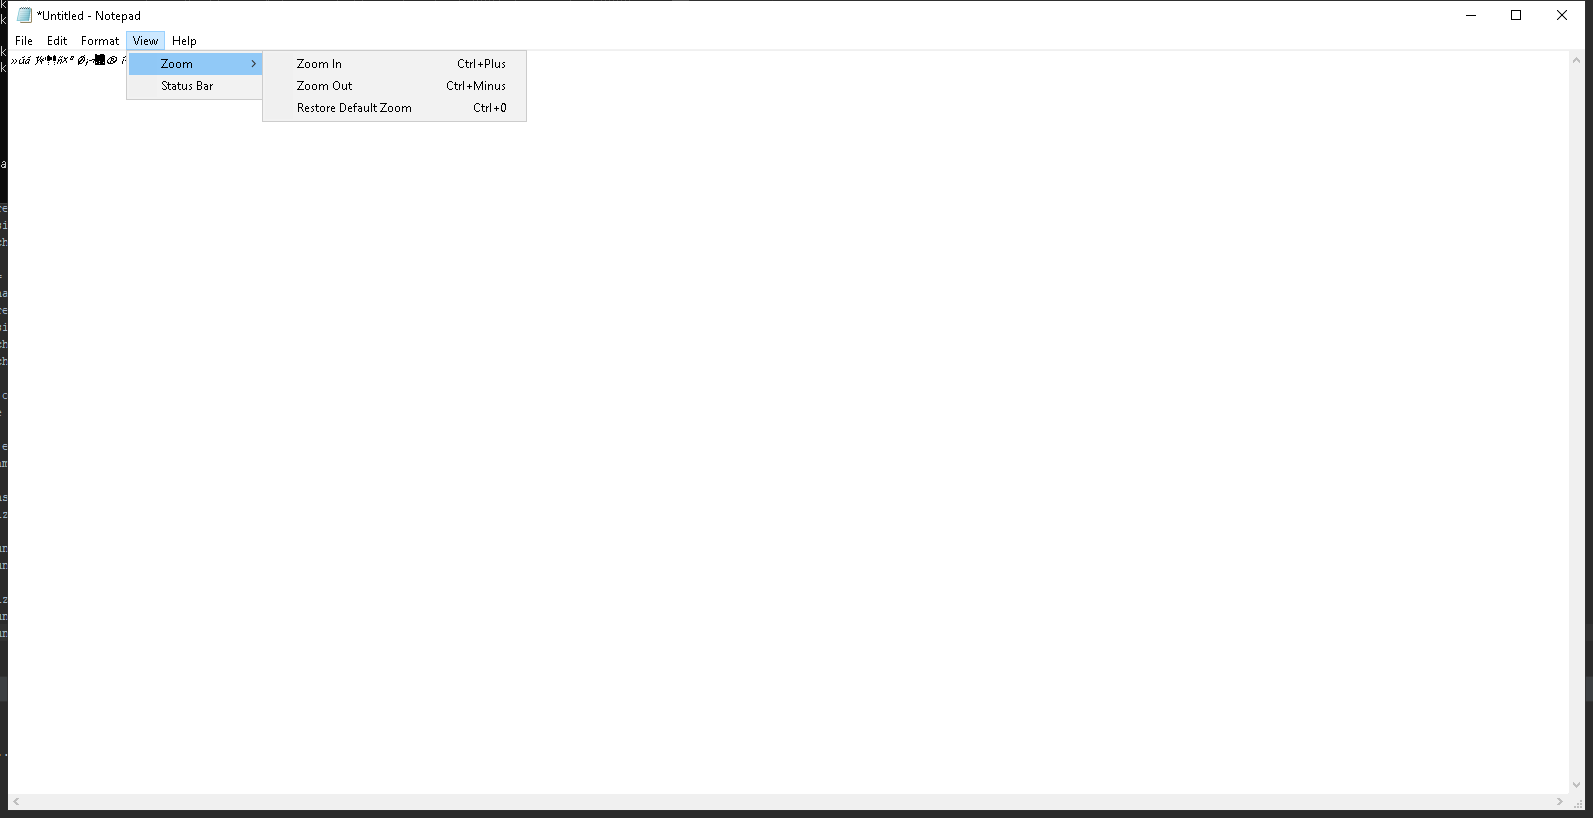 *Untitled - Notepad
File Edit Format View Help
Zoom
Zoom In Ctrl+Plus
Status Bar
Zoom Out Ctrl+Minus
Restore Default Zoom Ctrl+0